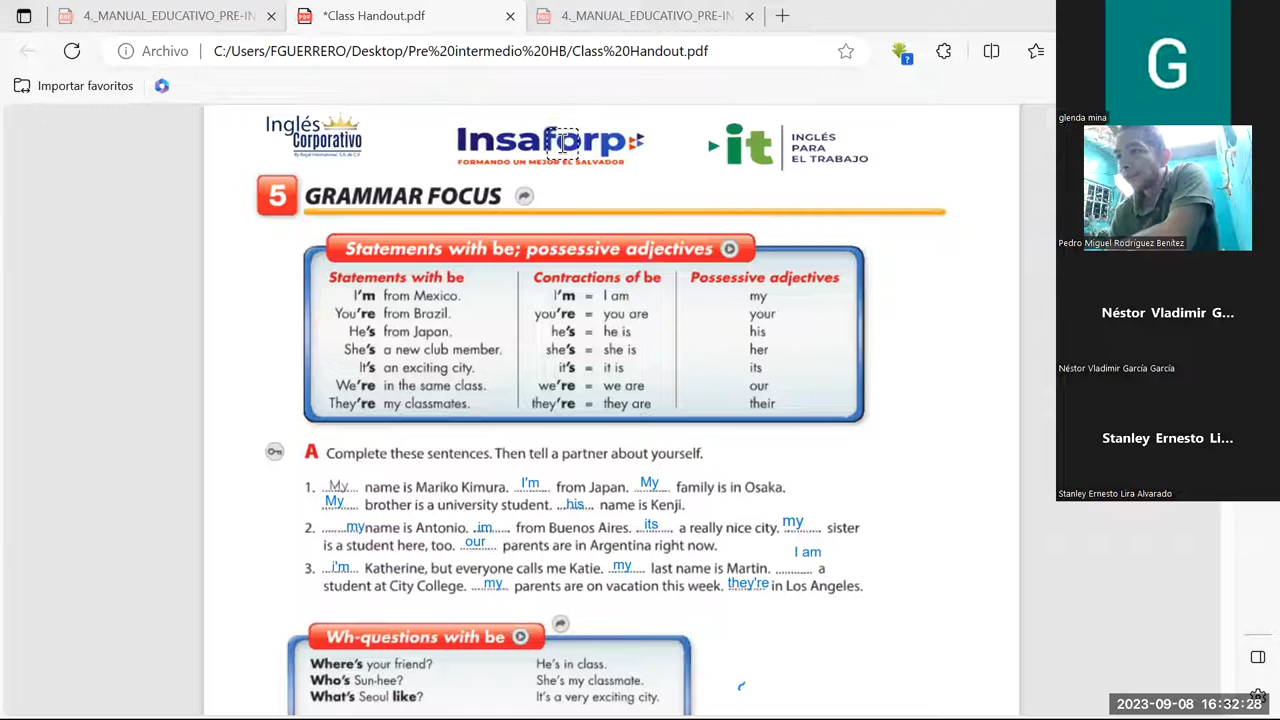 4._MANUAL_EDUCATIVO_PRE-IN
*Class Handout.pdf
4._MANUAL_EDUCATIVO_PRE-IN
Archivo
C:/Users/FGUERRERO/Desktop/Pre%20intermedio%20HB/Class%20Handout.pdf
Importar favoritos
G
glenda mina
Pedro Miguel Rodríguez Benítez
Néstor Vladimir G...
Néstor Vladimir García García
Stanley Ernesto Li...
Stanley Ernesto Lira Alvarado
Inglés
Corporativo
By Regal International, S.A. de C.V.
Insaforp
FORMANDO UN MEJOR EL SALVADOR
it
INGLÉS
PARA
EL TRABAJO
5 GRAMMAR FOCUS
Statements with be; possessive adjectives
Statements with be Contractions of be Possessive adjectives
I'm from Mexico. I'm = I am my
You're from Brazil. you're = you are your
He's from Japan. he's = he is his
She's a new club member. she's = she is her
It's an exciting city. it's = it is its
We're in the same class. we're = we are our
They're my classmates. they're = they are their
A Complete these sentences. Then tell a partner about yourself.
1. My name is Mariko Kimura. I'm from Japan. My family is in Osaka.
My brother is a university student. his name is Kenji.
2. my name is Antonio. im from Buenos Aires. its a really nice city. my sister
is a student here, too. our parents are in Argentina right now.
I am
3. i'm Katherine, but everyone calls me Katie. my last name is Martin. ......... a
student at City College. my parents are on vacation this week. they're in Los Angeles.
Wh-questions with be
Where's your friend? He's in class.
Who's Sun-hee? She's my classmate.
What's Seoul like? It's a very exciting city.
2023-09-08 16:32:28